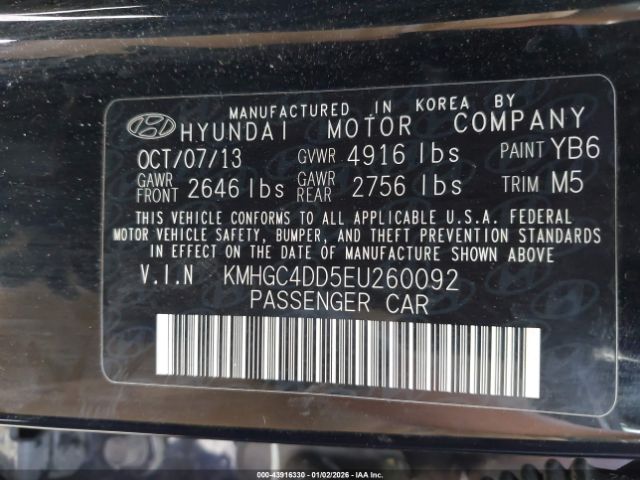 MANUFACTURED IN KOREA BY
HYUNDAI MOTOR COMPANY
OCT/07/13 GVWR 4916 lbs PAINT YB6
GAWR FRONT 2646 lbs GAWR REAR 2756 lbs TRIM M5
THIS VEHICLE CONFORMS TO ALL APPLICABLE U.S.A. FEDERAL
MOTOR VEHICLE SAFETY, BUMPER, AND THEFT PREVENTION STANDARDS
IN EFFECT ON THE DATE OF MANUFACTURE SHOWN ABOVE
V.I.N KMHGC4DD5EU260092
PASSENGER CAR
000-43916330 - 01/02/2026 - IAA Inc.